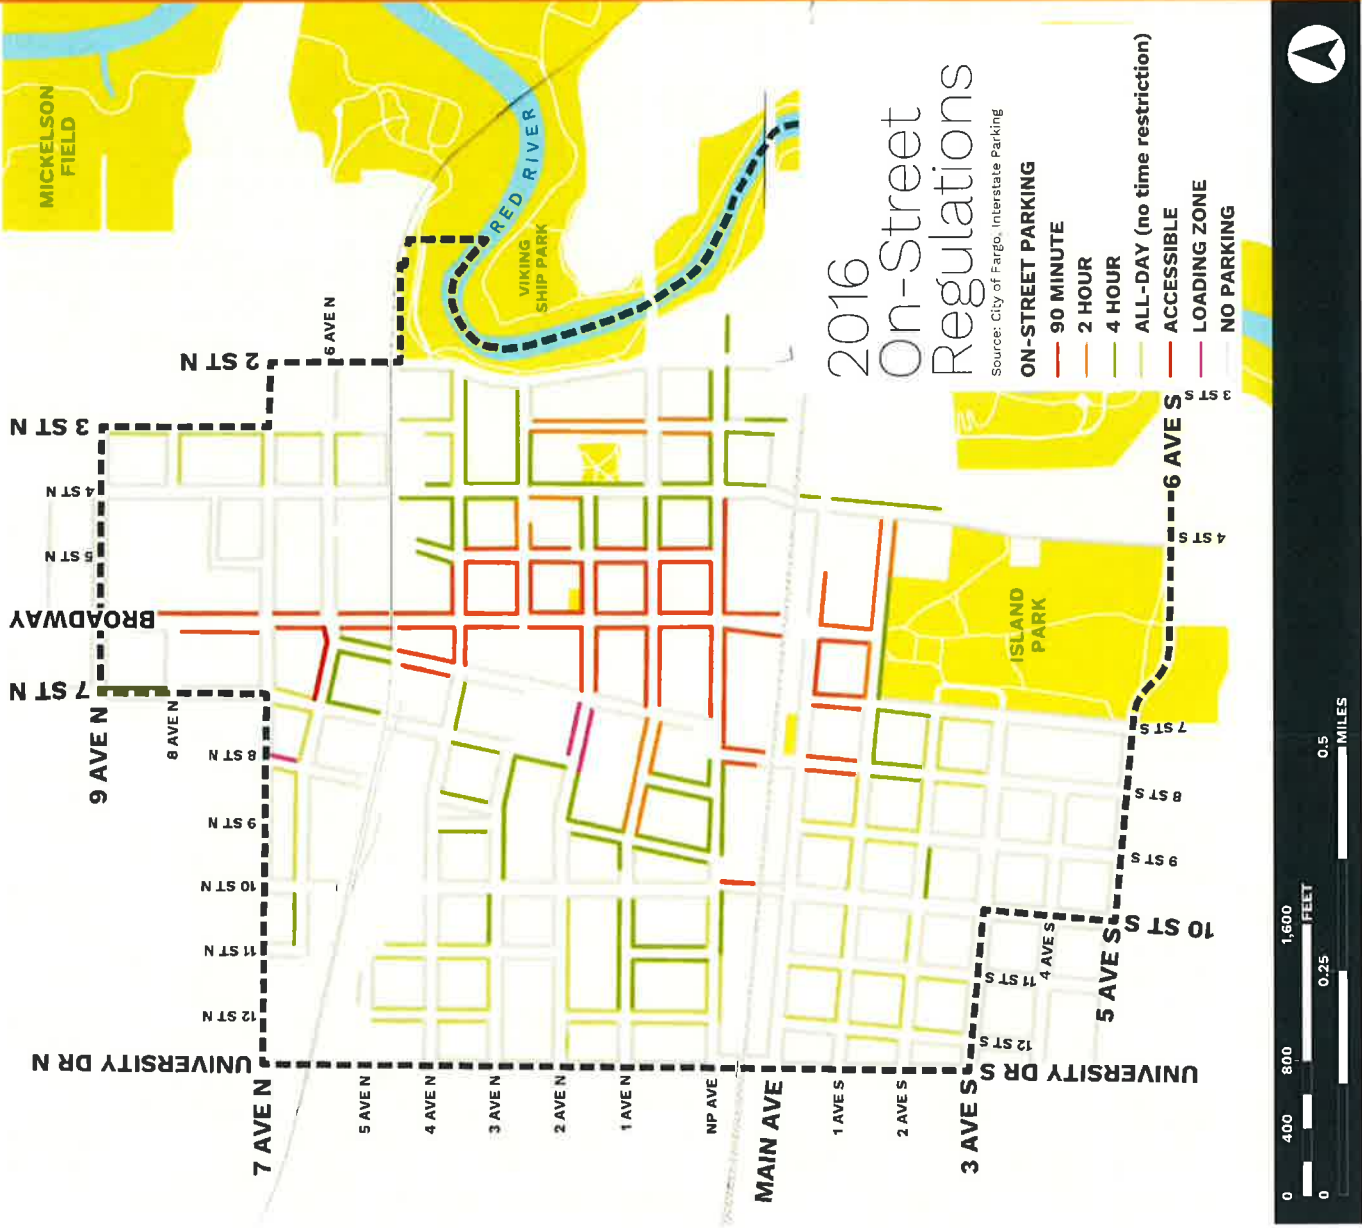 2016
On-Street
Regulations
Source: City of Fargo, Interstate Parking
ON-STREET PARKING
90 MINUTE
2 HOUR
4 HOUR
ALL-DAY (no time restriction)
ACCESSIBLE
LOADING ZONE
NO PARKING
MICKELSON
FIELD
RED RIVER
VIKING
SHIP PARK
ISLAND
PARK
6 AVE N
2 ST N
3 ST N
4 ST N
5 ST N
BROADWAY
7 ST N
9 AVE N
8 AVE N
8 ST N
9 ST N
10 ST N
11 ST N
12 ST N
UNIVERSITY DR N
7 AVE N
5 AVE N
4 AVE N
3 AVE N
2 AVE N
1 AVE N
NP AVE
MAIN AVE
1 AVE S
2 AVE S
3 AVE S
UNIVERSITY DR S
12 ST S
11 ST S
4 AVE S
5 AVE S
10 ST S
9 ST S
8 ST S
7 ST S
4 ST S
6 AVE S
3 ST S
0
400
800
1,600
FEET
0
0.25
0.5
MILES